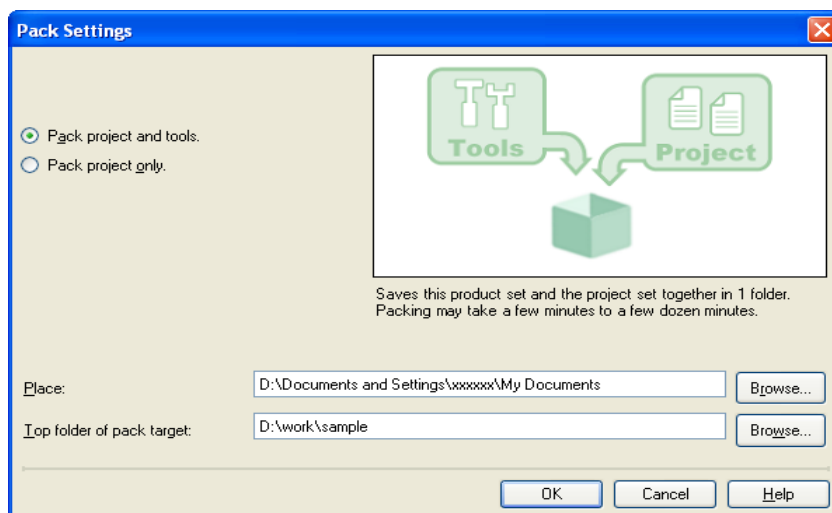 Pack Settings
Pack project and tools.
Pack project only.
Tools
Project
Saves this product set and the project set together in 1 folder.
Packing may take a few minutes to a few dozen minutes.
Place:
D:\Documents and Settings\xxxxxx\My Documents
Browse...
Top folder of pack target:
D:\work\sample
Browse...
OK
Cancel
Help